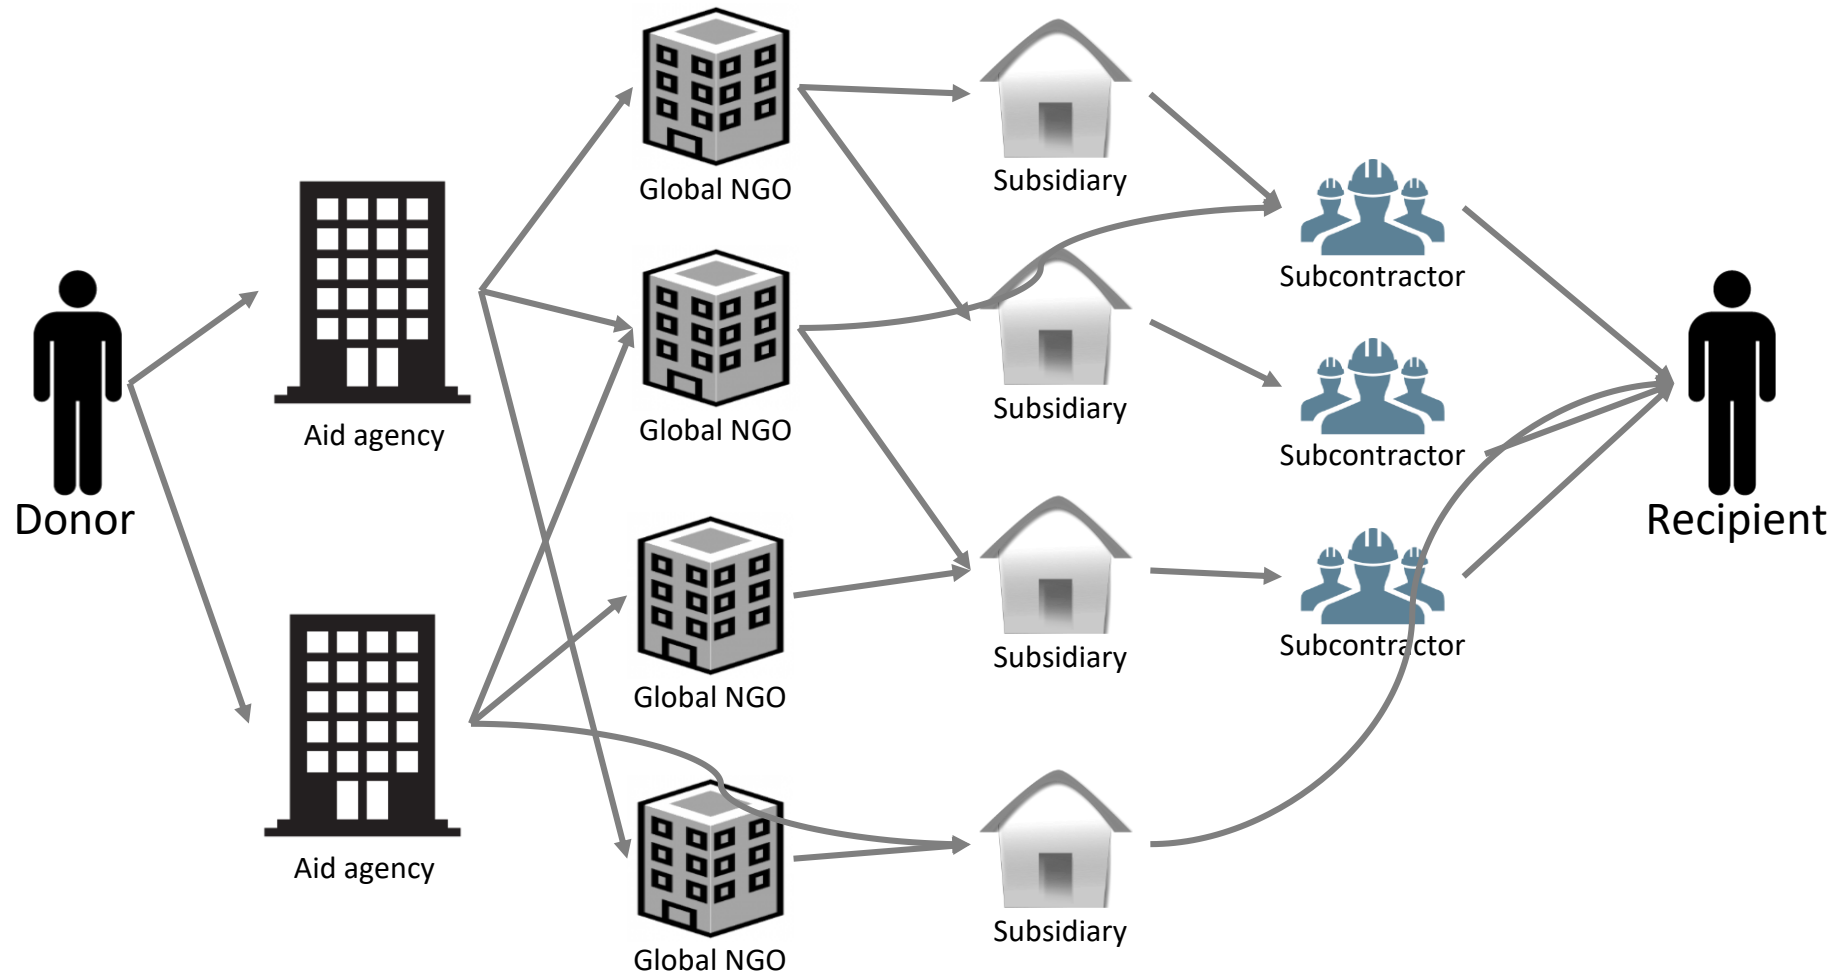 Donor
Aid agency
Aid agency
Global NGO
Global NGO
Global NGO
Global NGO
Subsidiary
Subsidiary
Subsidiary
Subsidiary
Subcontractor
Subcontractor
Subcontractor
Recipient